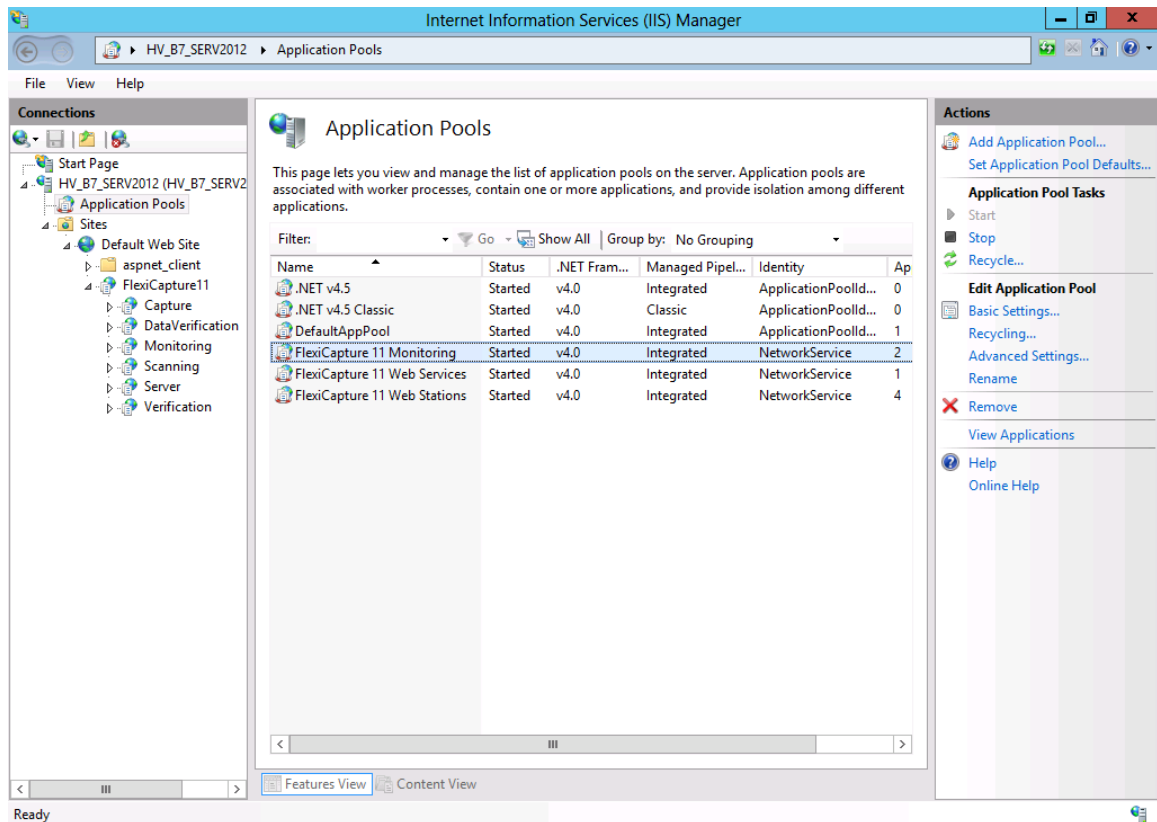 Internet Information Services (IIS) Manager
HV_B7_SERV2012 Application Pools
File View Help
Connections
Start Page
HV_B7_SERV2012 (HV_B7_SERV2
Application Pools
Sites
Default Web Site
aspnet_client
FlexiCapture11
Capture
DataVerification
Monitoring
Scanning
Server
Verification
Application Pools
This page lets you view and manage the list of application pools on the server. Application pools are
associated with worker processes, contain one or more applications, and provide isolation among different
applications.
Filter: Go Show All Group by: No Grouping
Name Status .NET Fram... Managed Pipel... Identity Ap
.NET v4.5 Started v4.0 Integrated ApplicationPoolId... 0
.NET v4.5 Classic Started v4.0 Classic ApplicationPoolId... 0
DefaultAppPool Started v4.0 Integrated ApplicationPoolId... 1
FlexiCapture 11 Monitoring Started v4.0 Integrated NetworkService 2
FlexiCapture 11 Web Services Started v4.0 Integrated NetworkService 1
FlexiCapture 11 Web Stations Started v4.0 Integrated NetworkService 4
Features View Content View
Actions
Add Application Pool...
Set Application Pool Defaults...
Application Pool Tasks
Start
Stop
Recycle...
Edit Application Pool
Basic Settings...
Recycling...
Advanced Settings...
Rename
Remove
View Applications
Help
Online Help
Ready